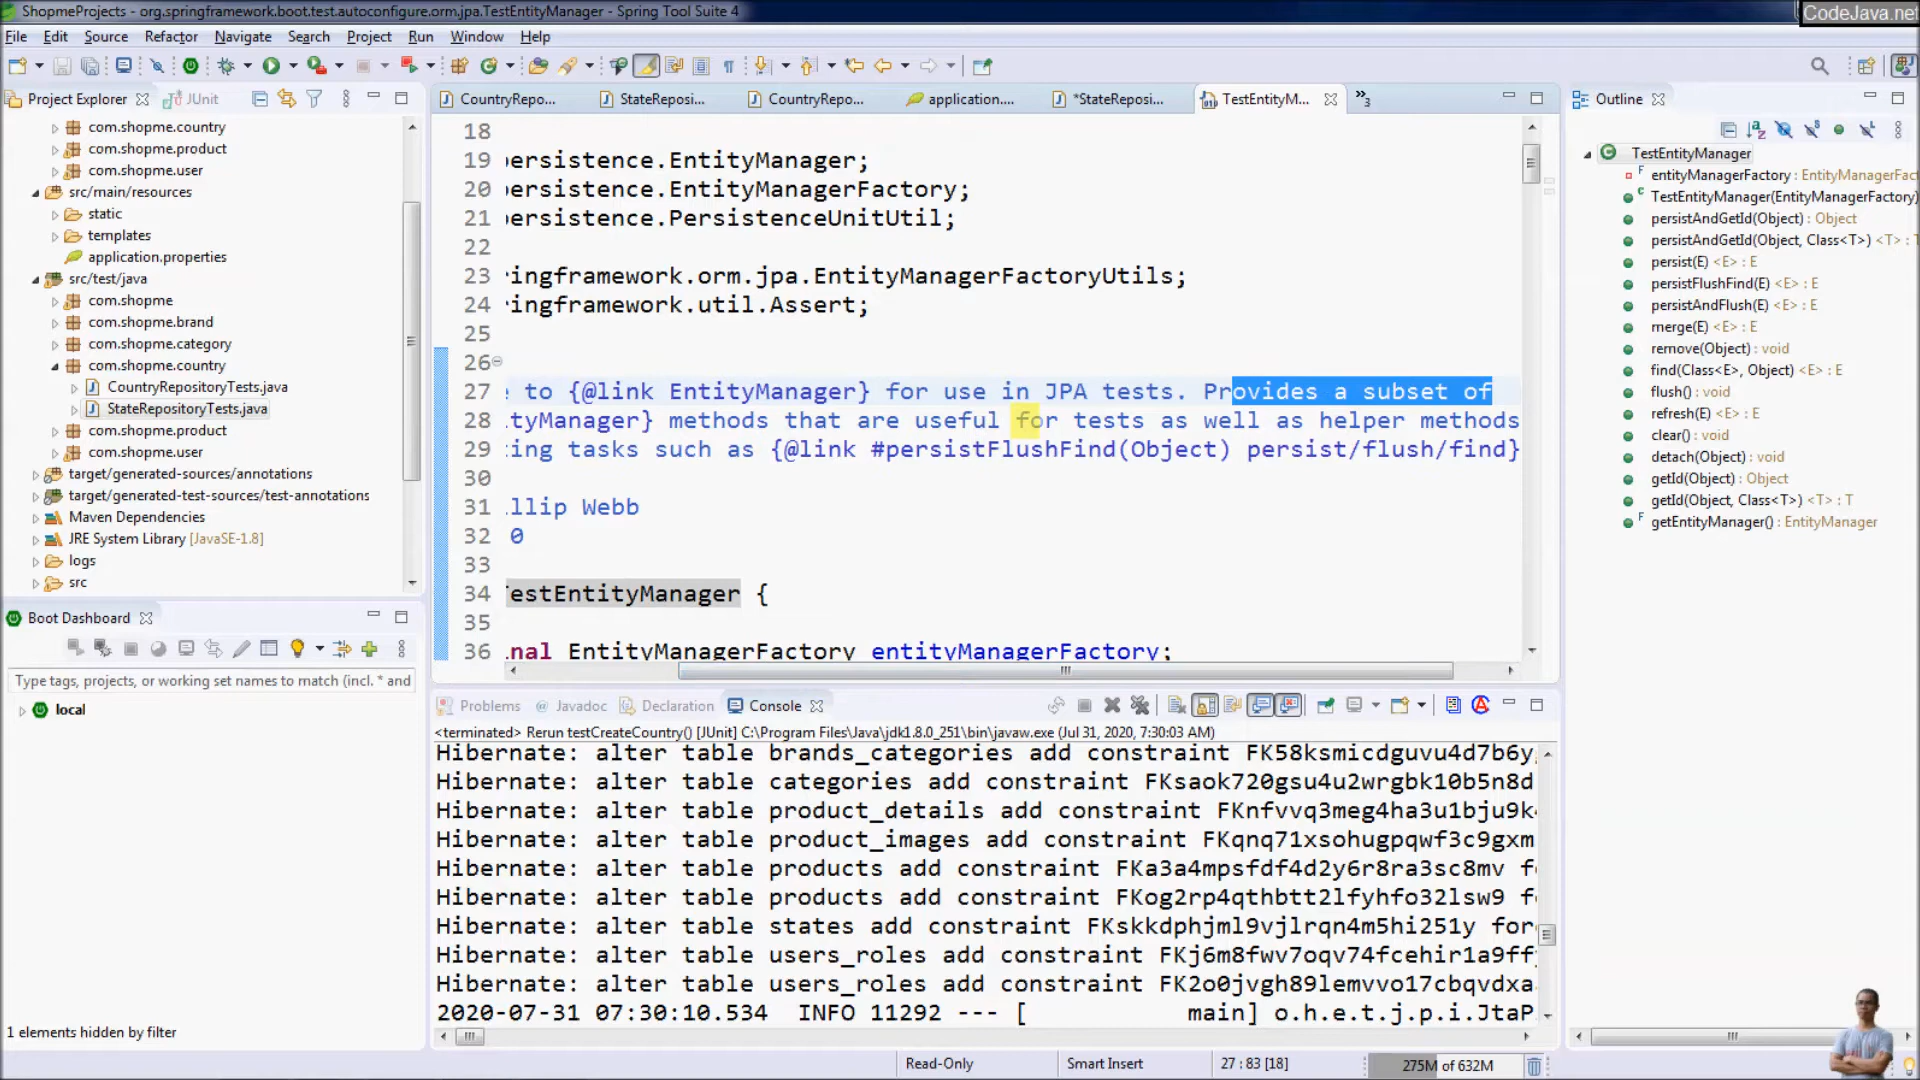 ShopmeProjects - org.springframework.boot.test.autoconfigure.orm.jpa.TestEntityManager - Spring Tool Suite 4
CodeJava.net
File Edit Source Refactor Navigate Search Project Run Window Help
Project Explorer JUnit
com.shopme.country
com.shopme.product
com.shopme.user
src/main/resources
static
templates
application.properties
src/test/java
com.shopme
com.shopme.brand
com.shopme.category
com.shopme.country
CountryRepositoryTests.java
StateRepositoryTests.java
com.shopme.product
com.shopme.user
target/generated-sources/annotations
target/generated-test-sources/test-annotations
Maven Dependencies
JRE System Library [JavaSE-1.8]
logs
src
Boot Dashboard
Type tags, projects, or working set names to match (incl. * and
local
1 elements hidden by filter
CountryRepo... StateReposi... CountryRepo... application.... *StateReposi... TestEntityM... »3
18
19 persistence.EntityManager;
20 persistence.EntityManagerFactory;
21 persistence.PersistenceUnitUtil;
22
23 ringframework.orm.jpa.EntityManagerFactoryUtils;
24 ringframework.util.Assert;
25
26
27 e to {@link EntityManager} for use in JPA tests. Provides a subset of
28 ityManager} methods that are useful for tests as well as helper methods
29 ting tasks such as {@link #persistFlushFind(Object) persist/flush/find}
30
31 llip Webb
32 0
33
34 TestEntityManager {
35
36 inal EntityManagerFactory entityManagerFactory;
Problems Javadoc Declaration Console
<terminated> Rerun testCreateCountry() [JUnit] C:\Program Files\Java\jdk1.8.0_251\bin\javaw.exe (Jul 31, 2020, 7:30:03 AM)
Hibernate: alter table brands_categories add constraint FK58ksmicdguvu4d7b6y
Hibernate: alter table categories add constraint FKsaok720gsu4u2wrgbk10b5n8d
Hibernate: alter table product_details add constraint FKnfvvq3meg4ha3u1bju9k
Hibernate: alter table product_images add constraint FKqnq71xsohugpqwf3c9gxm
Hibernate: alter table products add constraint FKa3a4mpsfdf4d2y6r8ra3sc8mv f
Hibernate: alter table products add constraint FKog2rp4qthbtt2lfyhfo32lsw9 f
Hibernate: alter table states add constraint FKskkdphjml9vjlrqn4m5hi251y for
Hibernate: alter table users_roles add constraint FKj6m8fwv7oqv74fcehir1a9ff
Hibernate: alter table users_roles add constraint FK2o0jvgh89lemvvo17cbqvdxa
2020-07-31 07:30:10.534 INFO 11292 --- [ main] o.h.e.t.j.p.i.JtaP
Outline
TestEntityManager
entityManagerFactory : EntityManagerFact
TestEntityManager(EntityManagerFactory)
persistAndGetId(Object) : Object
persistAndGetId(Object, Class<T>) <T> : T
persist(E) <E> : E
persistFlushFind(E) <E> : E
persistAndFlush(E) <E> : E
merge(E) <E> : E
remove(Object) : void
find(Class<E>, Object) <E> : E
flush() : void
refresh(E) <E> : E
clear() : void
detach(Object) : void
getId(Object) : Object
getId(Object, Class<T>) <T> : T
getEntityManager() : EntityManager
Read-Only Smart Insert 27 : 83 [18] 275M of 632M